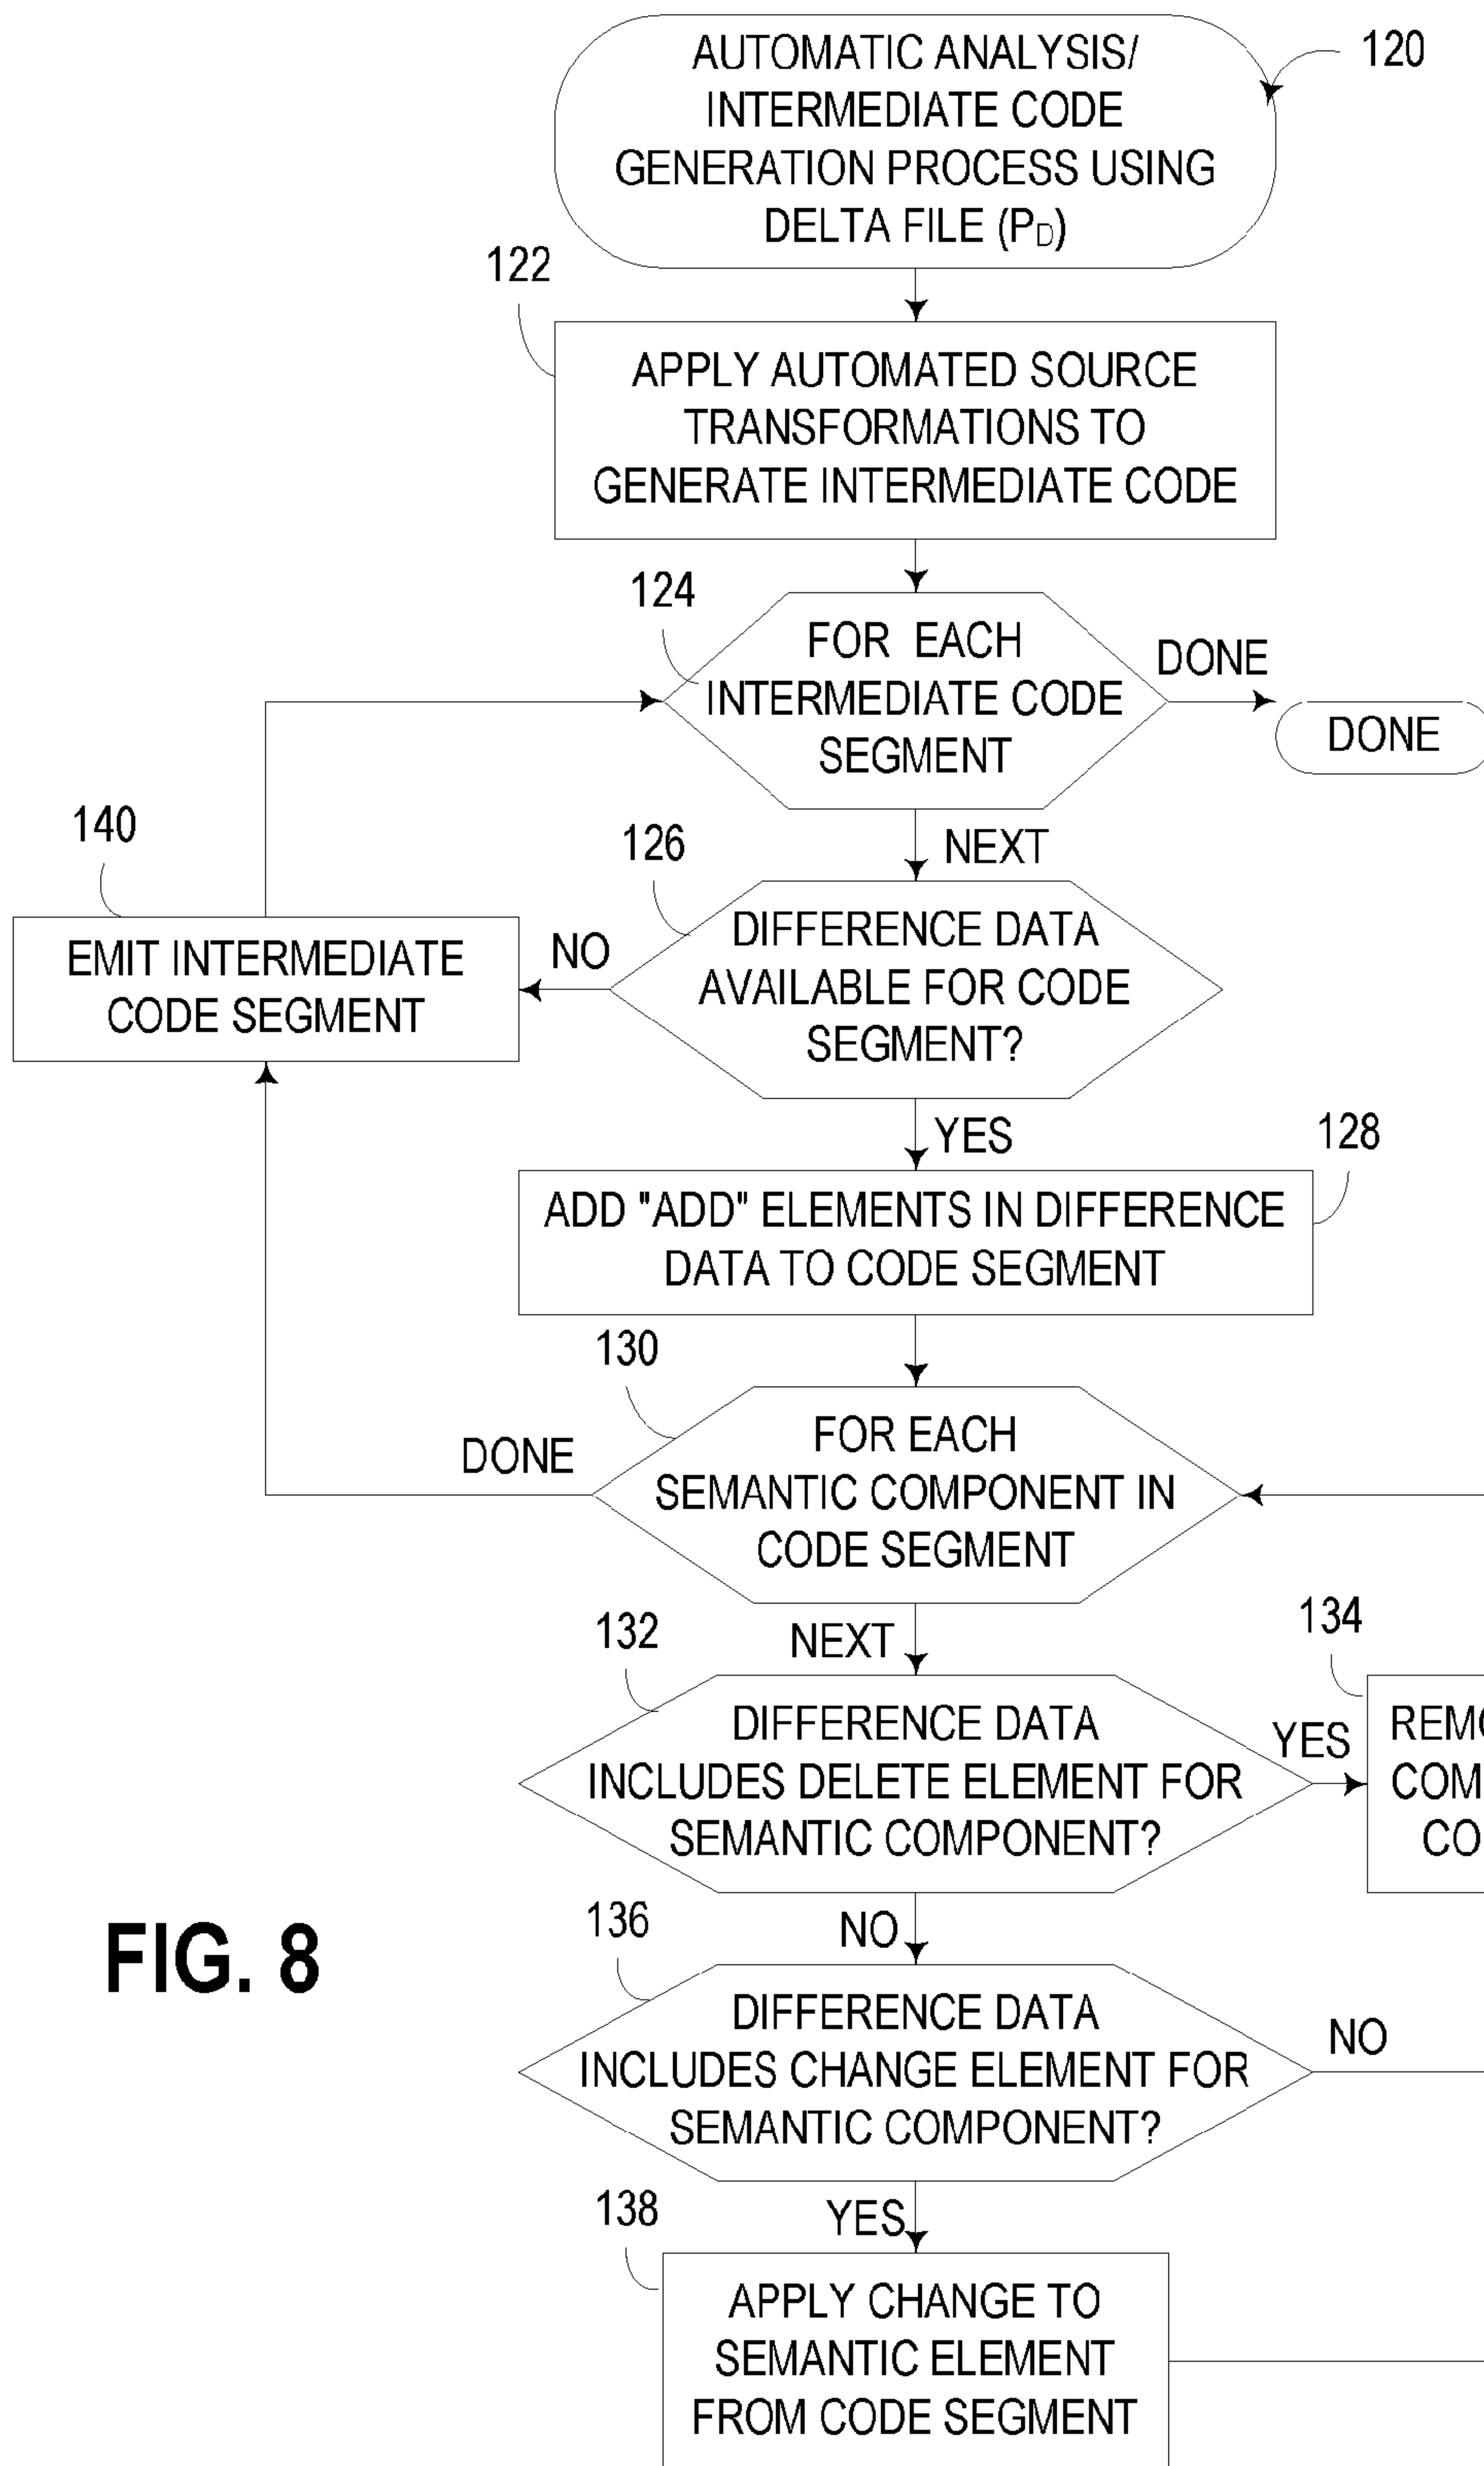 AUTOMATIC ANALYSIS/
INTERMEDIATE CODE
GENERATION PROCESS USING
DELTA FILE (PD)
120
122
APPLY AUTOMATED SOURCE
TRANSFORMATIONS TO
GENERATE INTERMEDIATE CODE
124
FOR EACH
INTERMEDIATE CODE
SEGMENT
DONE
DONE
140
EMIT INTERMEDIATE
CODE SEGMENT
NEXT
126
DIFFERENCE DATA
AVAILABLE FOR CODE
SEGMENT?
NO
YES
128
ADD "ADD" ELEMENTS IN DIFFERENCE
DATA TO CODE SEGMENT
130
DONE
FOR EACH
SEMANTIC COMPONENT IN
CODE SEGMENT
NEXT
132
DIFFERENCE DATA
INCLUDES DELETE ELEMENT FOR
SEMANTIC COMPONENT?
YES
134
NO
136
DIFFERENCE DATA
INCLUDES CHANGE ELEMENT FOR
SEMANTIC COMPONENT?
NO
YES
138
APPLY CHANGE TO
SEMANTIC ELEMENT
FROM CODE SEGMENT
FIG. 8